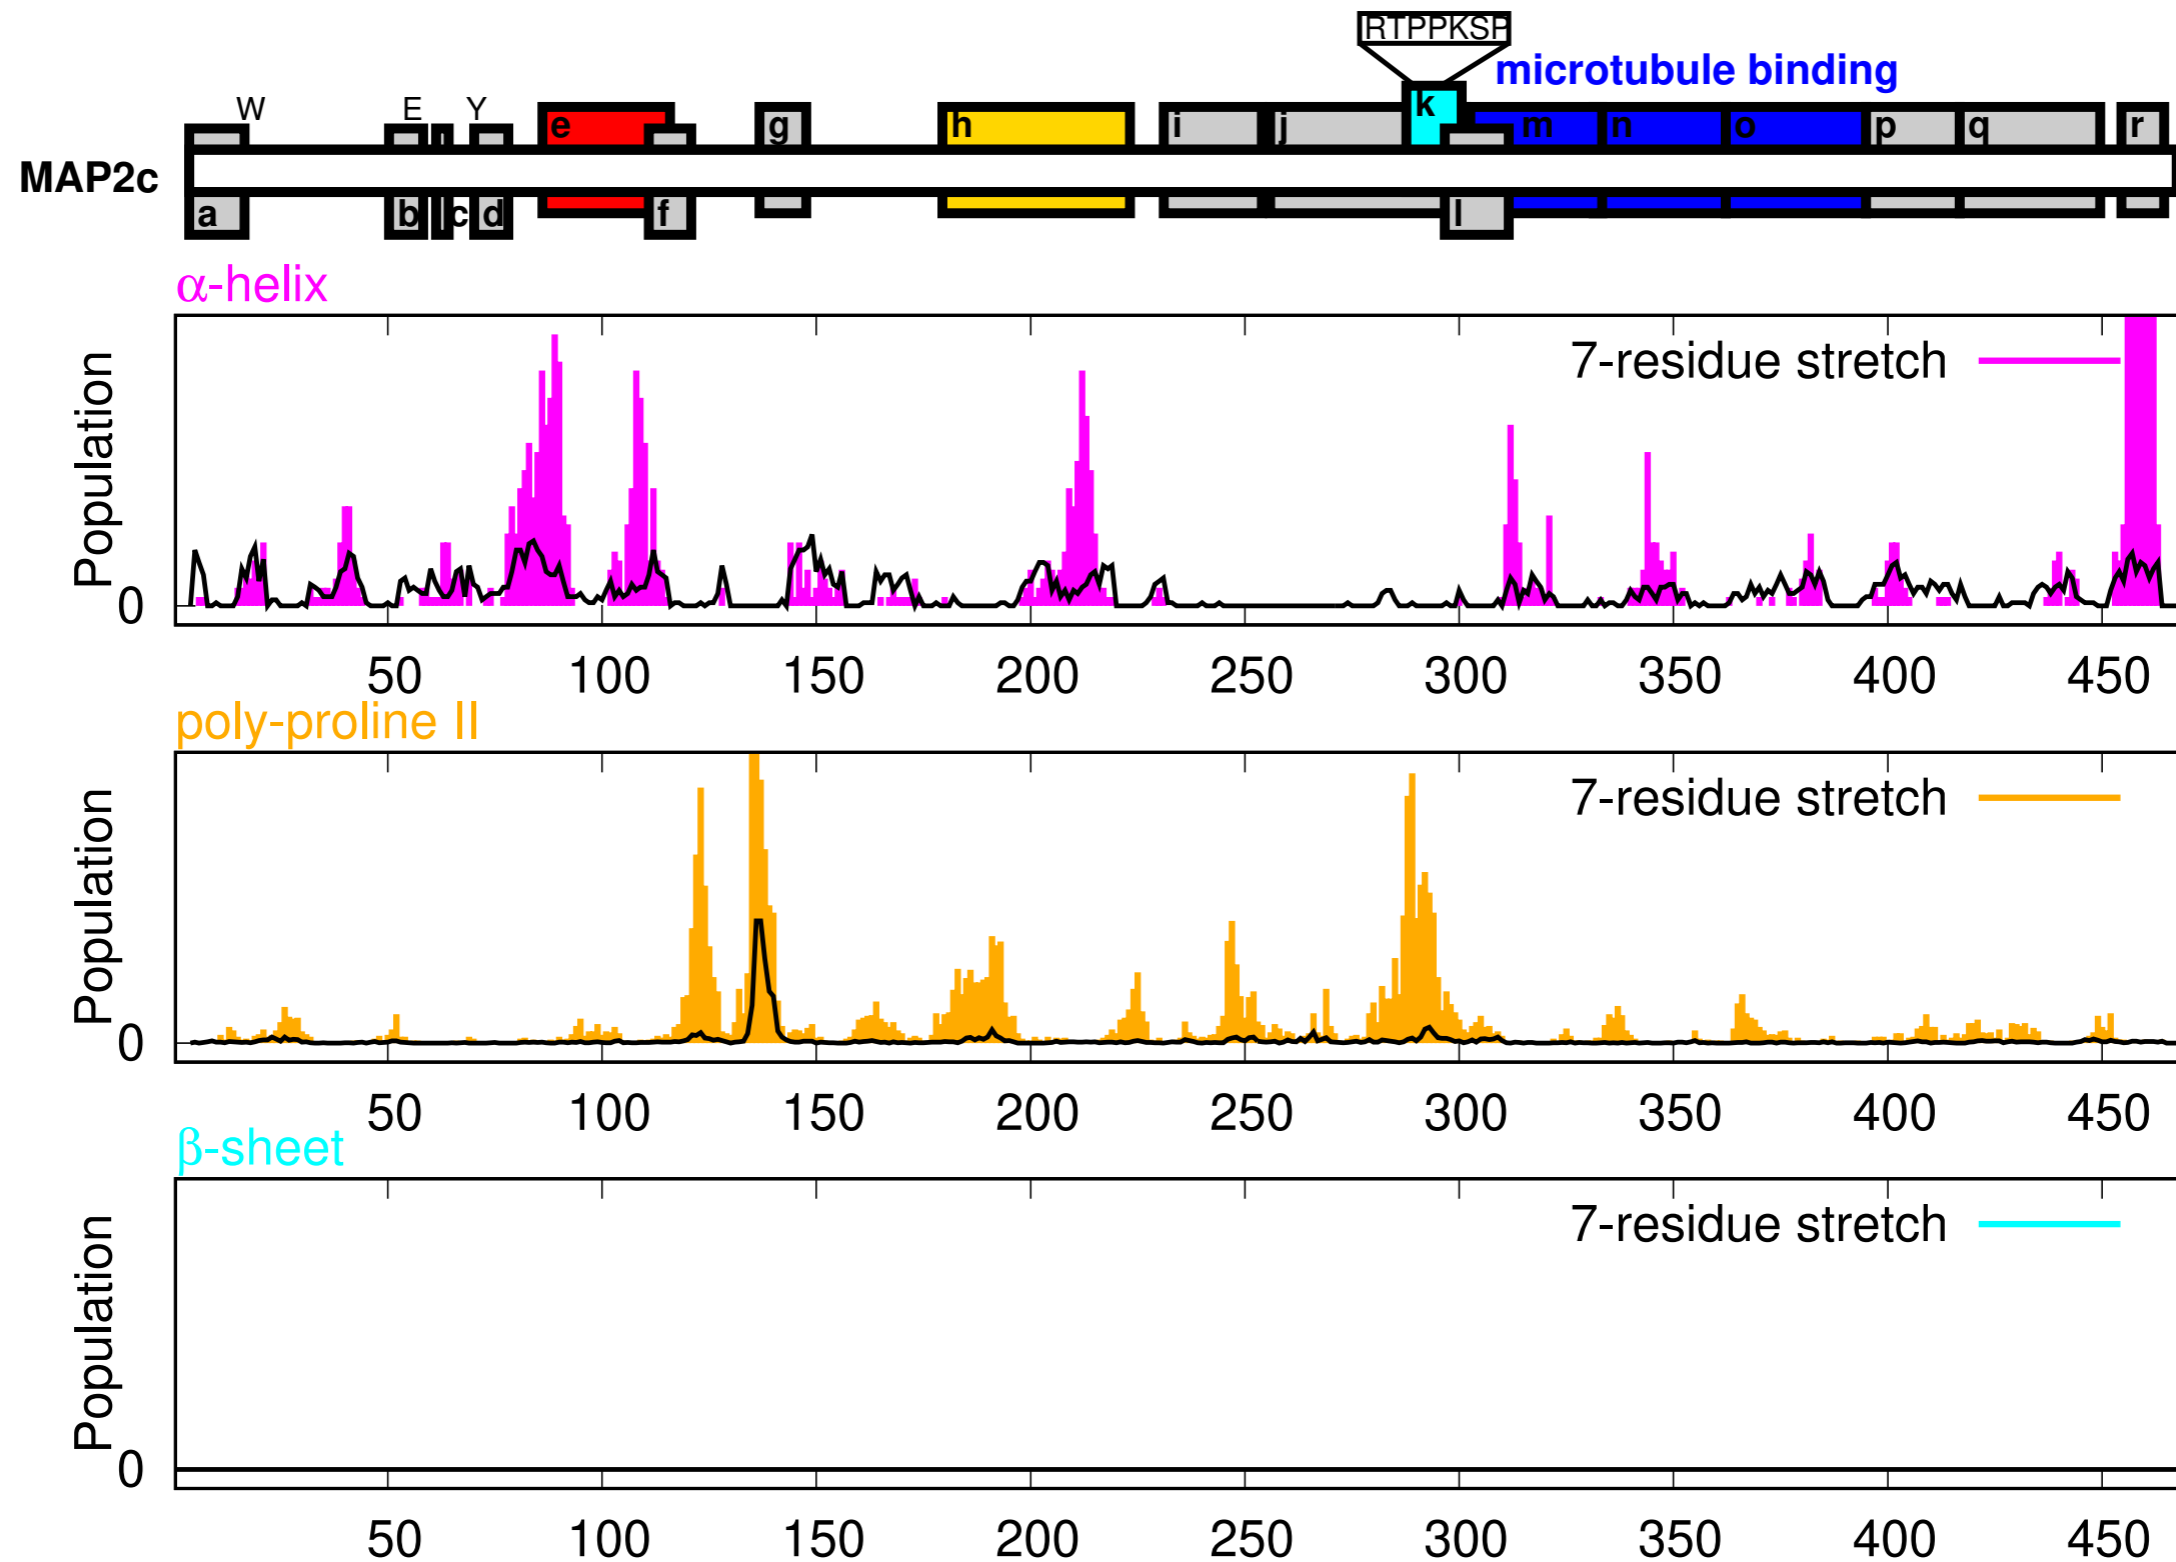 RTPPKSP
microtubule binding
W E Y
e g h i j k m n o p q r
MAP2c
a b c d f l
α-helix
Population
0
7-residue stretch
50 100 150 200 250 300 350 400 450
poly-proline II
Population
0
7-residue stretch
50 100 150 200 250 300 350 400 450
β-sheet
Population
0
7-residue stretch
50 100 150 200 250 300 350 400 450